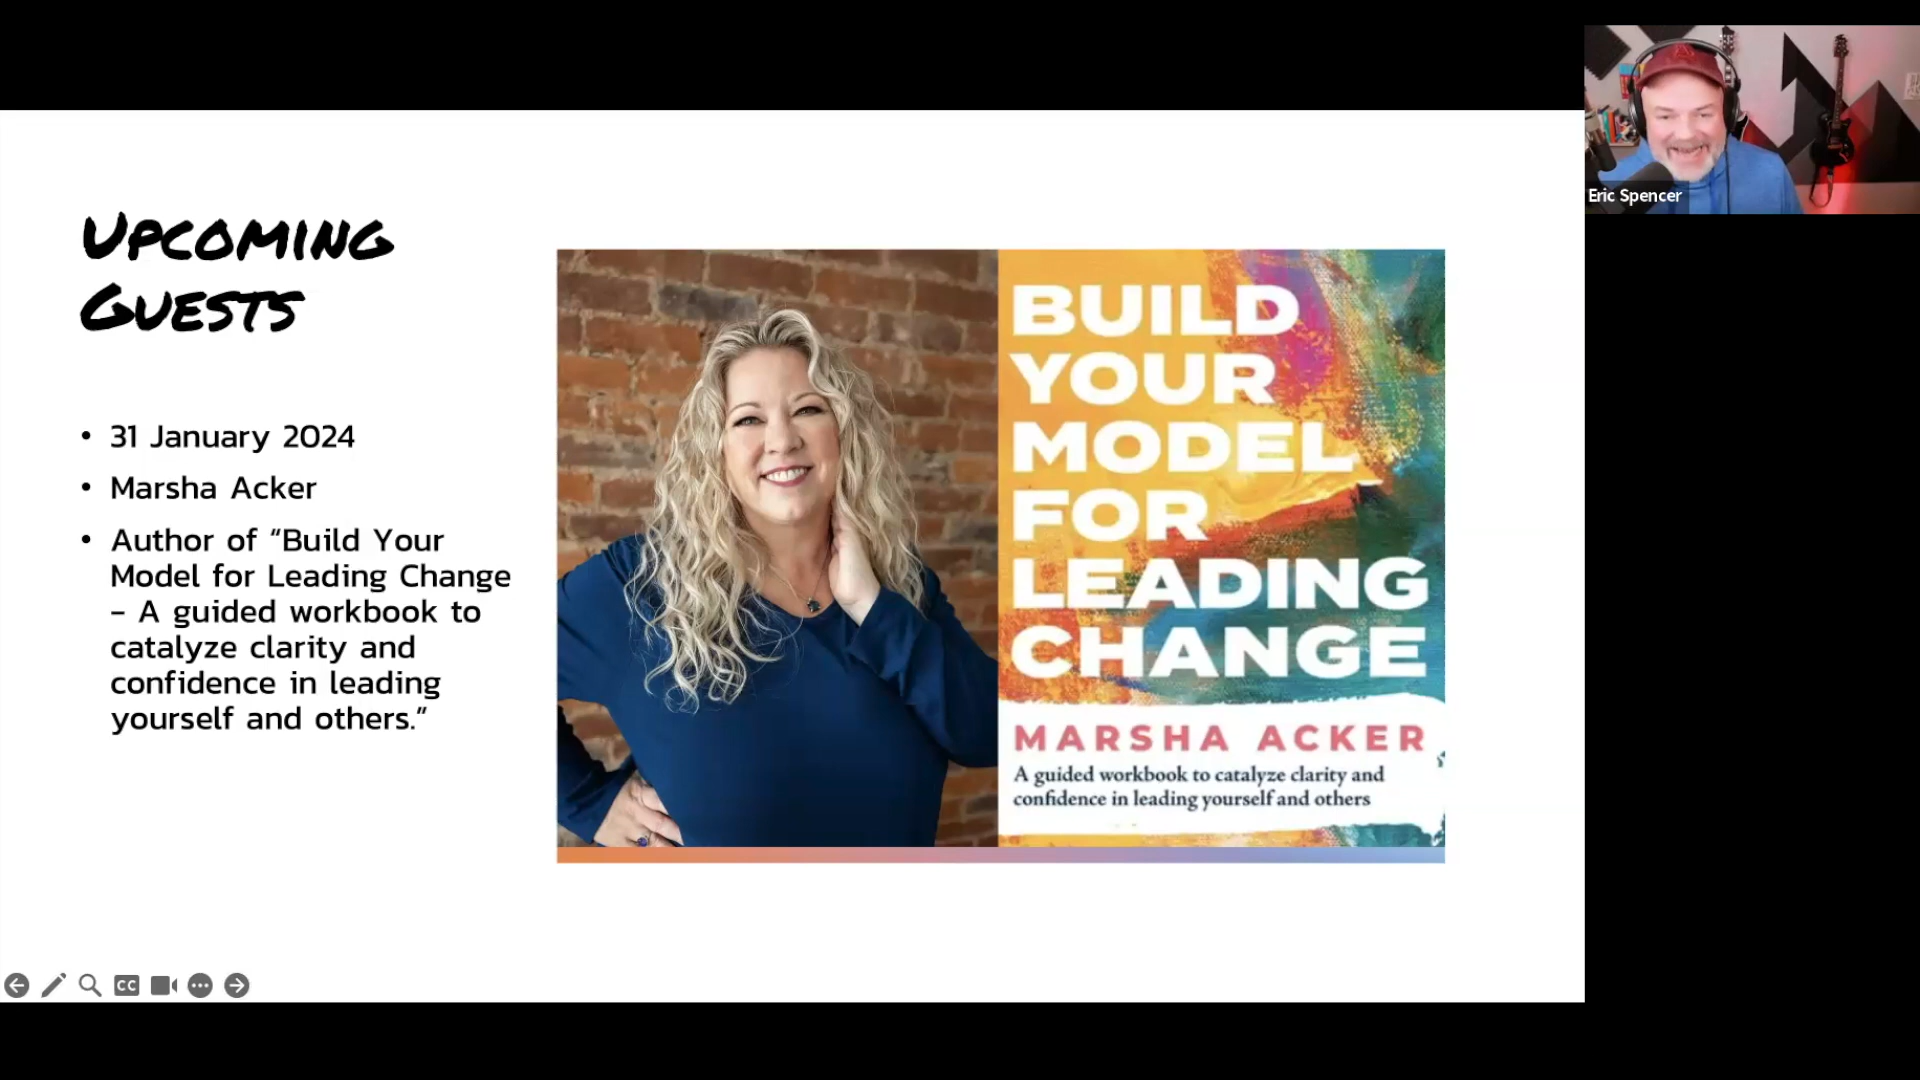 UPCOMING
GUESTS
• 31 January 2024
• Marsha Acker
• Author of “Build Your
Model for Leading Change
– A guided workbook to
catalyze clarity and
confidence in leading
yourself and others.”
BUILD
YOUR
MODEL
FOR
LEADING
CHANGE
MARSHA ACKER
A guided workbook to catalyze clarity and
confidence in leading yourself and others
Eric Spencer
CC